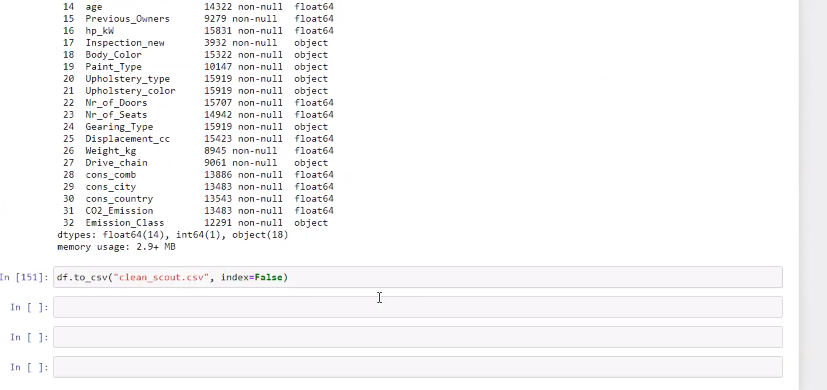 14 age 14322 non-null float64
15 Previous_Owners 9279 non-null float64
16 hp_kW 15831 non-null float64
17 Inspection_new 3932 non-null object
18 Body_Color 15322 non-null object
19 Paint_Type 10147 non-null object
20 Upholstery_type 15919 non-null object
21 Upholstery_color 15919 non-null object
22 Nr_of_Doors 15707 non-null float64
23 Nr_of_Seats 14942 non-null float64
24 Gearing_Type 15919 non-null object
25 Displacement_cc 15423 non-null float64
26 Weight_kg 8945 non-null float64
27 Drive_chain 9061 non-null object
28 cons_comb 13886 non-null float64
29 cons_city 13483 non-null float64
30 cons_country 13543 non-null float64
31 CO2_Emission 13483 non-null float64
32 Emission_Class 12291 non-null object
dtypes: float64(14), int64(1), object(18)
memory usage: 2.9+ MB
In [151]: df.to_csv("clean_scout.csv", index=False)
In [ ]:
In [ ]:
In [ ]: